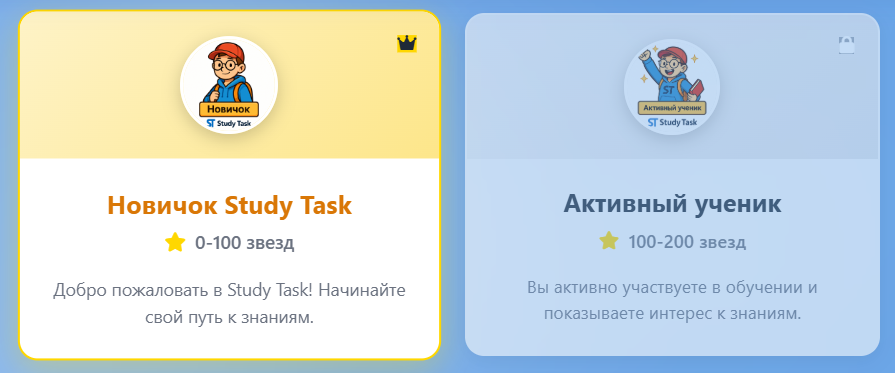 Новичок
ST Study Task
Новичок Study Task
0-100 звезд
Добро пожаловать в Study Task! Начинайте
свой путь к знаниям.
ST
Активный ученик
ST Study Task
Активный ученик
100-200 звезд
Вы активно участвуете в обучении и
показываете интерес к знаниям.